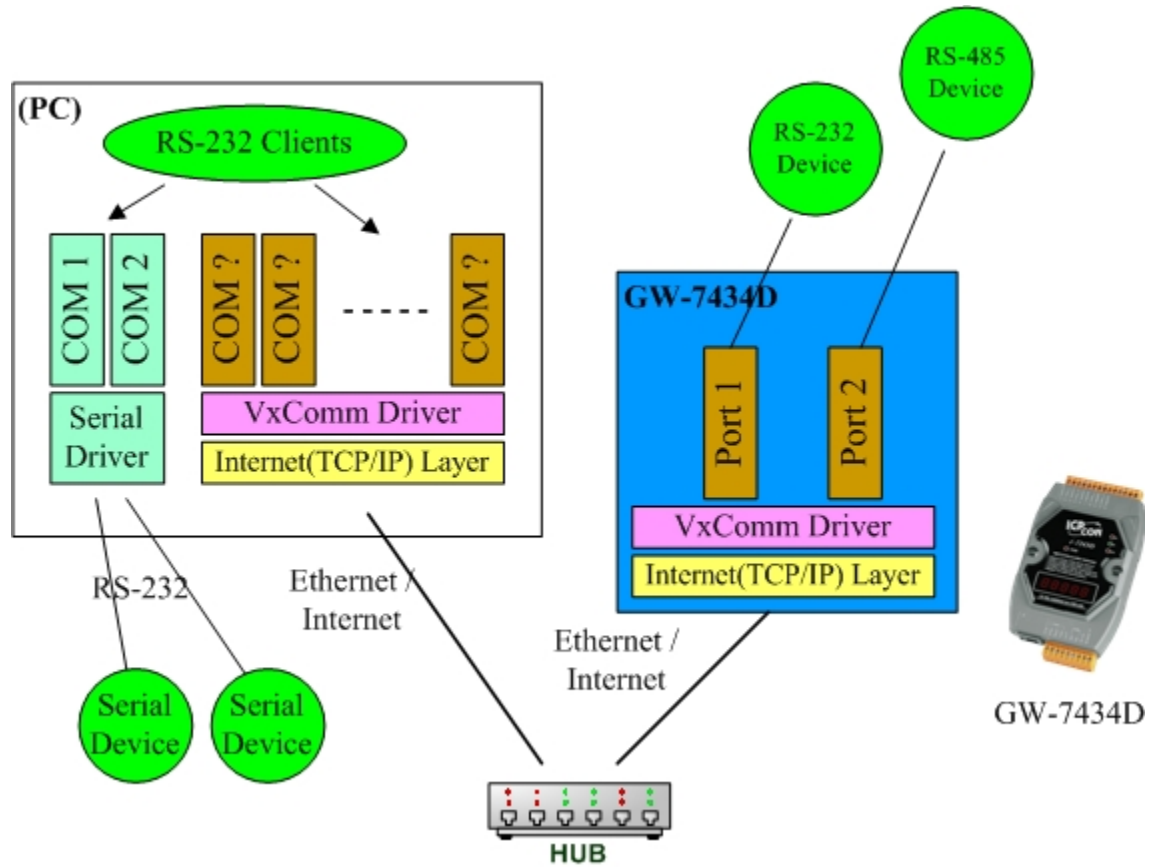 (PC)
RS-232 Clients
COM 1
COM 2
COM ?
COM ?
COM ?
Serial
Driver
VxComm Driver
Internet(TCP/IP) Layer
RS-232
Serial
Device
Serial
Device
Ethernet /
Internet
RS-232
Device
RS-485
Device
GW-7434D
Port 1
Port 2
VxComm Driver
Internet(TCP/IP) Layer
Ethernet /
Internet
HUB
ICP
CON
GW-7434D